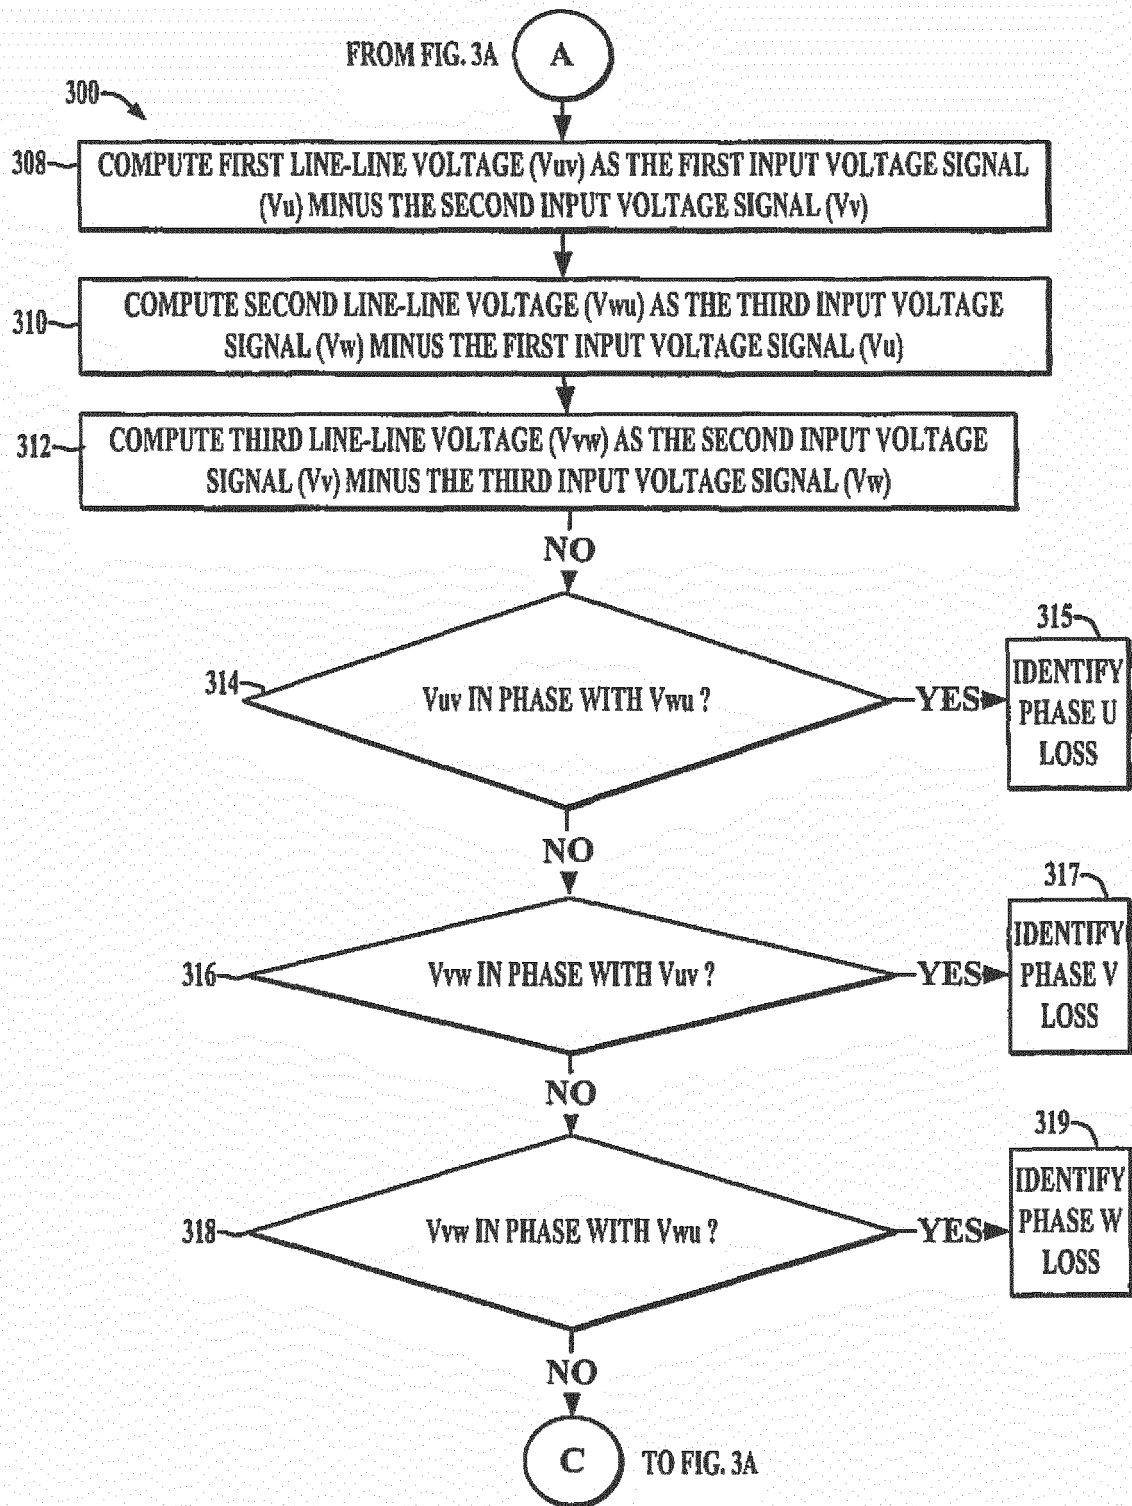 FROM FIG. 3A
A
300
308
COMPUTE FIRST LINE-LINE VOLTAGE (Vuv) AS THE FIRST INPUT VOLTAGE SIGNAL
(Vu) MINUS THE SECOND INPUT VOLTAGE SIGNAL (Vv)
310
COMPUTE SECOND LINE-LINE VOLTAGE (Vwu) AS THE THIRD INPUT VOLTAGE
SIGNAL (Vw) MINUS THE FIRST INPUT VOLTAGE SIGNAL (Vu)
312
COMPUTE THIRD LINE-LINE VOLTAGE (Vvw) AS THE SECOND INPUT VOLTAGE
SIGNAL (Vv) MINUS THE THIRD INPUT VOLTAGE SIGNAL (Vw)
NO
314
Vuv IN PHASE WITH Vwu ?
YES
315
IDENTIFY
PHASE U
LOSS
NO
316
Vvw IN PHASE WITH Vuv ?
YES
317
IDENTIFY
PHASE V
LOSS
NO
318
Vvw IN PHASE WITH Vwu ?
YES
319
IDENTIFY
PHASE W
LOSS
NO
C
TO FIG. 3A